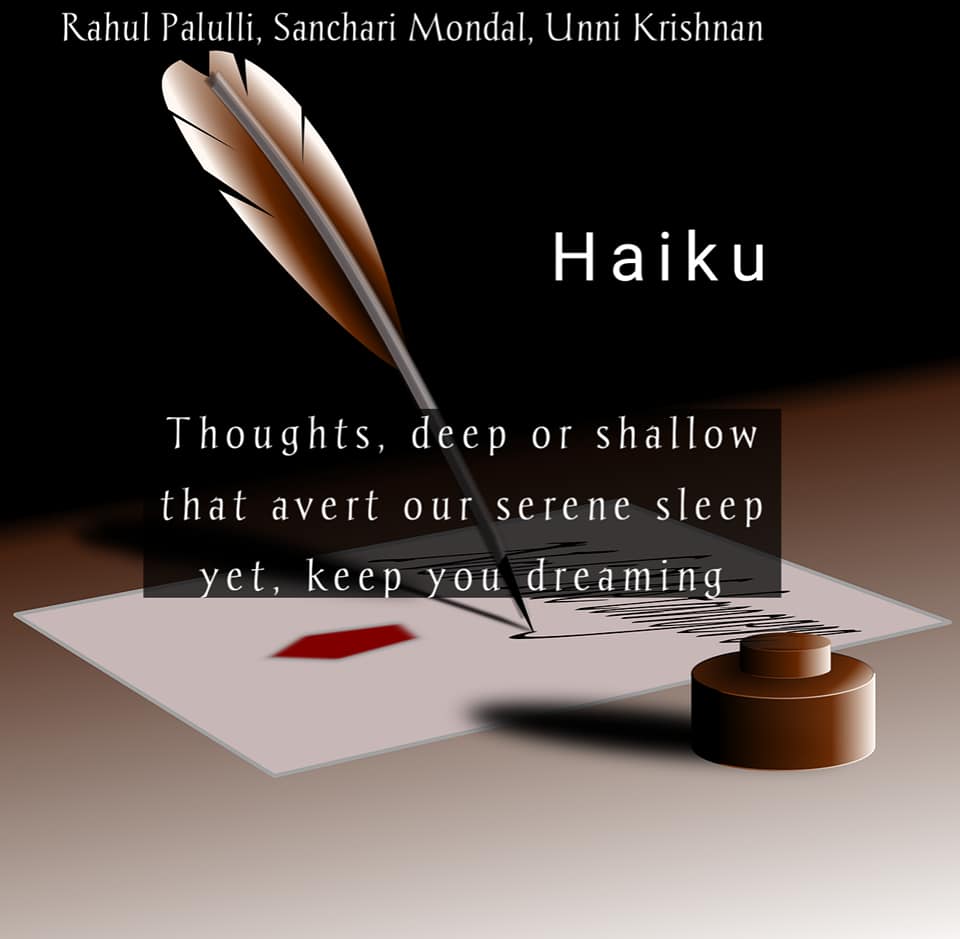 Rahul Palulli, Sanchari Mondal, Unni Krishnan
Haiku
Thoughts, deep or shallow
that avert our serene sleep
yet, keep you dreaming